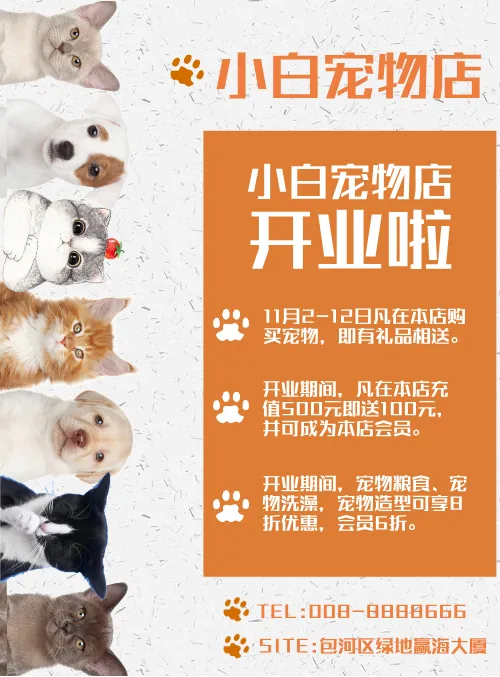 小白宠物店
小白宠物店
开业啦
11月2-12日凡在本店购
买宠物，即有礼品相送。
开业期间，凡在本店充
值500元即送100元，
并可成为本店会员。
开业期间，宠物粮食、宠
物洗澡，宠物造型可享8
折优惠，会员6折。
TEL:008-8888666
SITE:包河区绿地赢海大厦